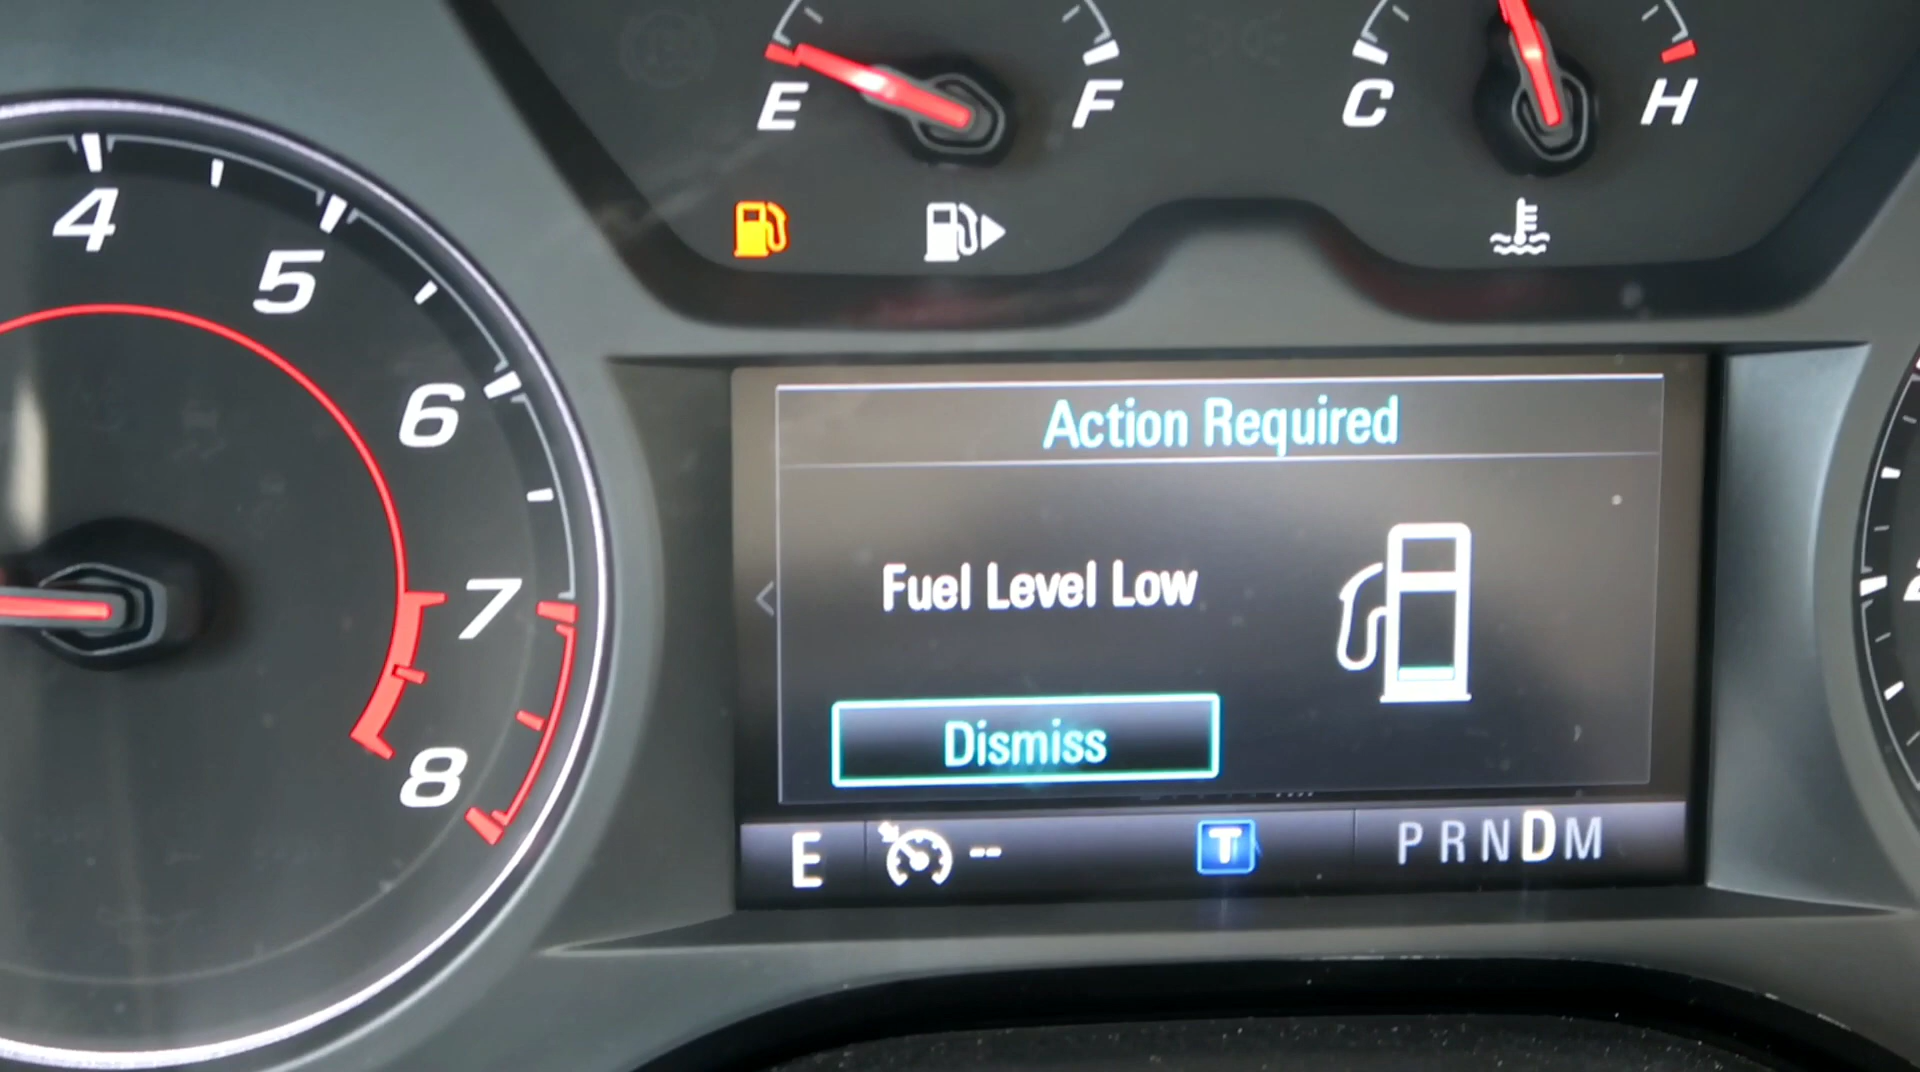 E F
C H
4
5
6
7
8
Action Required
Fuel Level Low
Dismiss
E -- T PRNDM